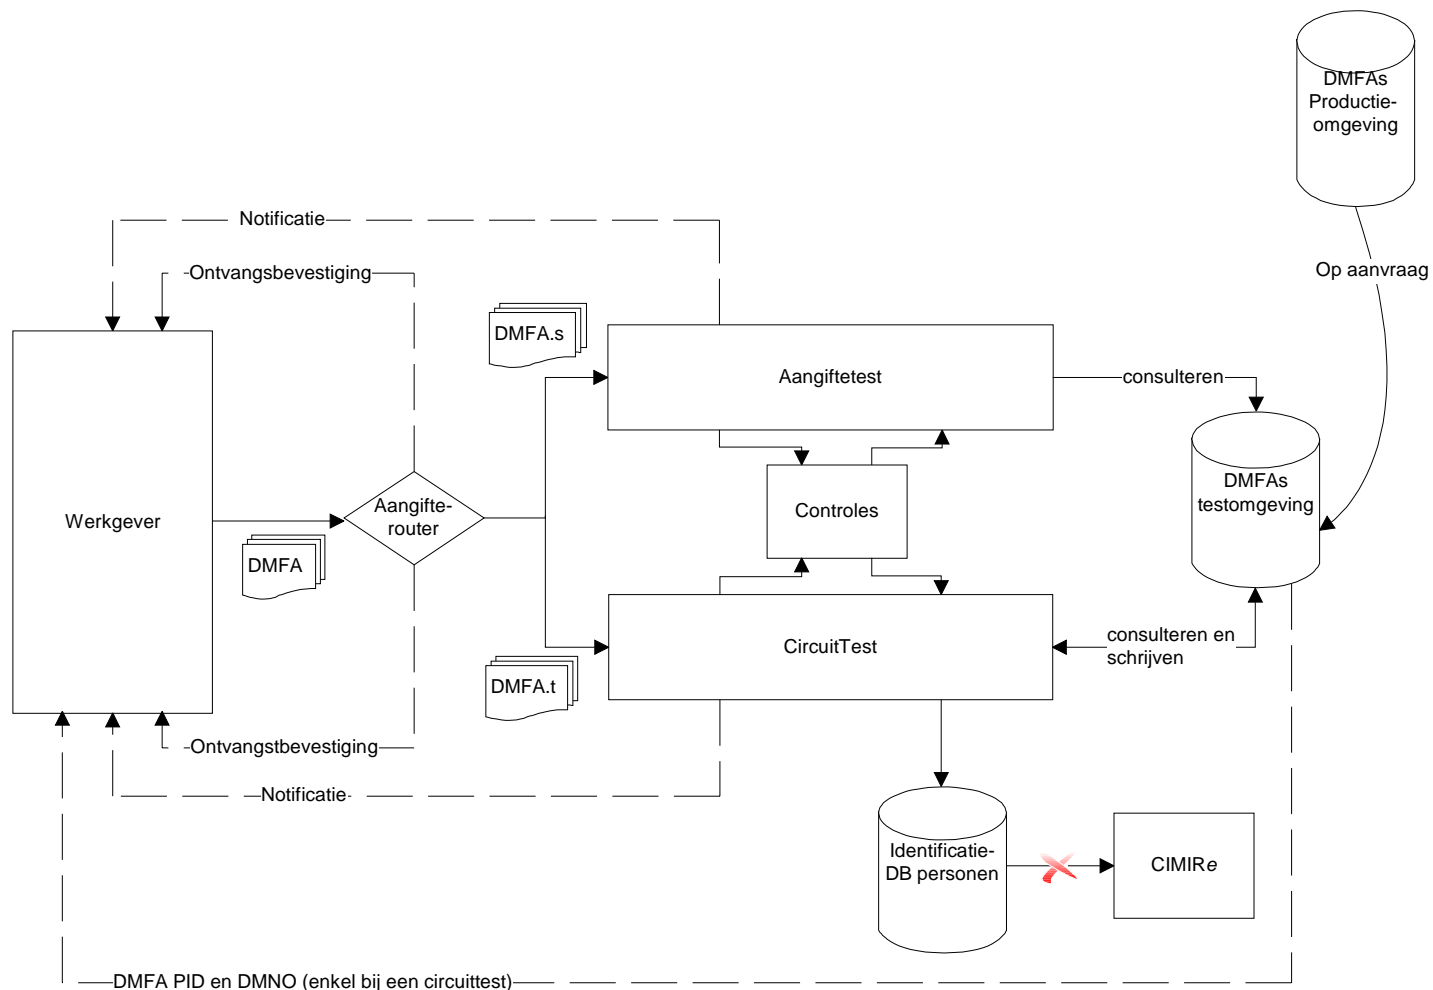 DMFAs
Productie-
omgeving
Notificatie
Ontvangsbevestiging
Op aanvraag
DMFA.s
Aangiftetest
consulteren
Werkgever
Aangifte-
router
Controles
DMFAs
testomgeving
DMFA
CircuitTest
consulteren en
schrijven
DMFA.t
Ontvangstbevestiging
Notificatie
Identificatie-
DB personen
CIMIRe
DMFA PID en DMNO (enkel bij een circuittest)